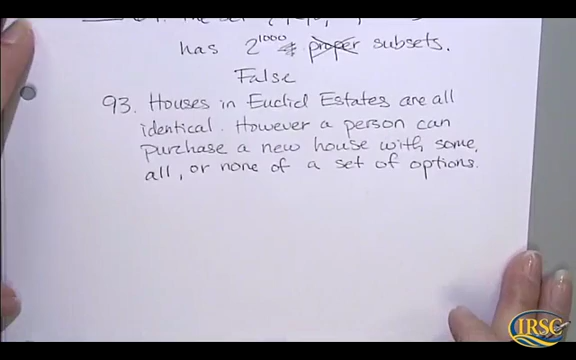 has 2^1000 proper subsets.
False
93. Houses in Euclid Estates are all
identical. However a person can
purchase a new house with some,
all, or none of a set of options.
IRSC